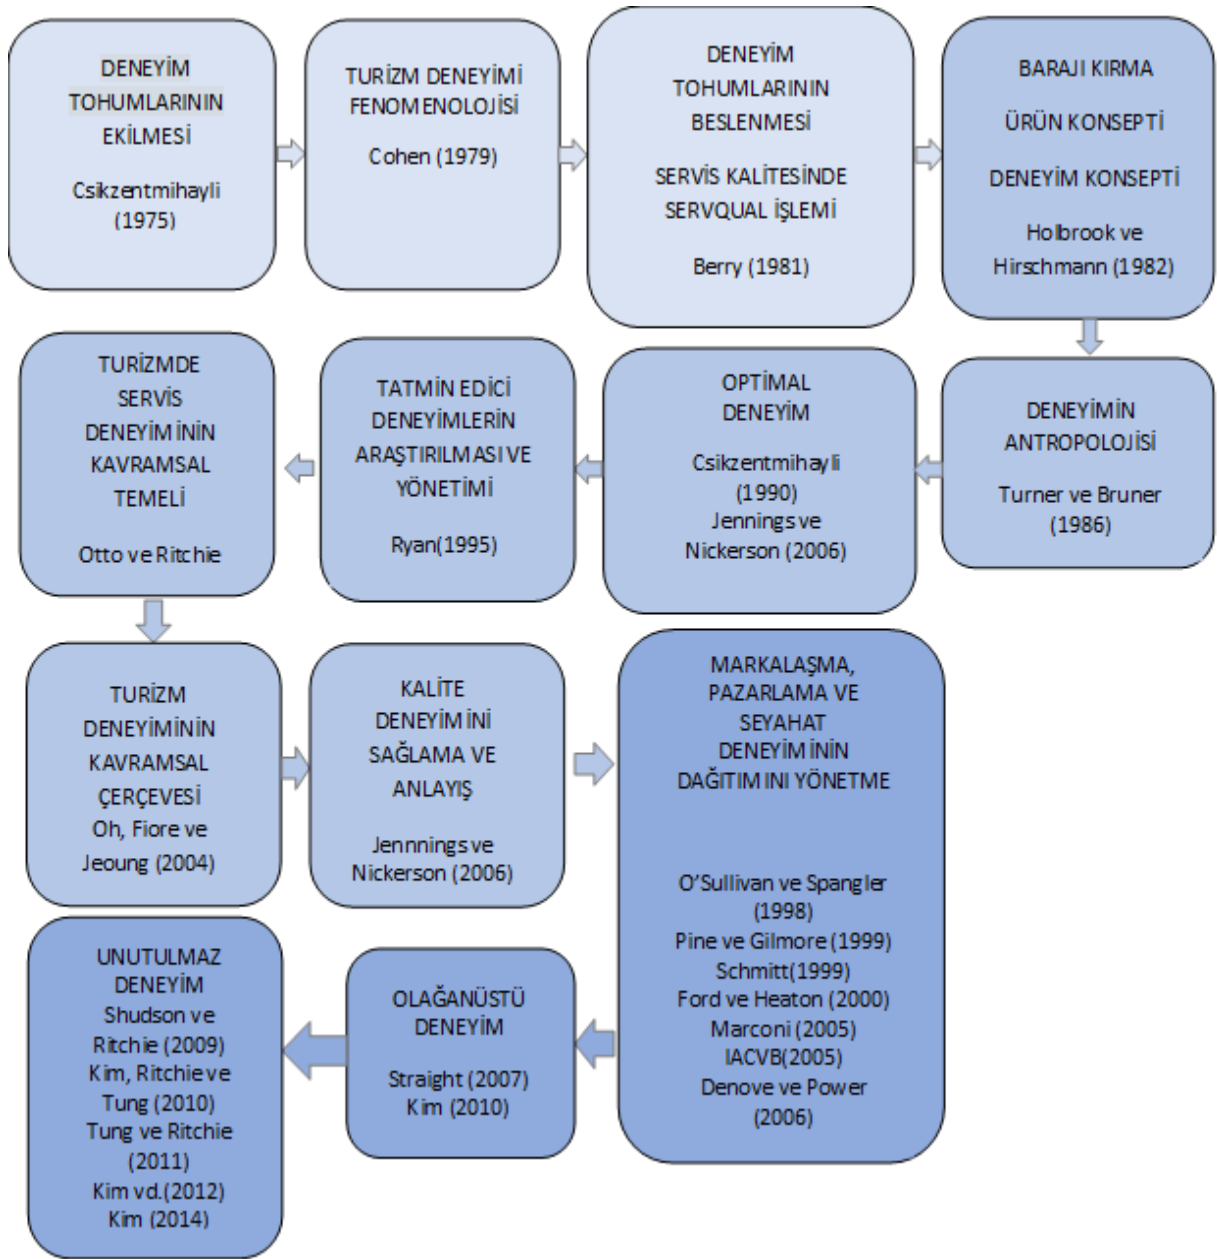 DENEYİM
TOHUMLARININ
EKİLMESİ
Csikzentmihayli
(1975)
TURİZM DENEYİMİ
FENOMENOLOJİSİ
Cohen (1979)
DENEYİM
TOHUMLARININ
BESLENMESİ
SERVİS KALİTESİNDE
SERVQUAL İŞLEMİ
Berry (1981)
BARAJI KIRMA
ÜRÜN KONSEPTİ
DENEYİM KONSEPTİ
Holbrook ve
Hirschmann (1982)
DENEYİMİN
ANTROPOLOJİSİ
Turner ve Bruner
(1986)
OPTİMAL
DENEYİM
Csikzentmihayli
(1990)
Jennings ve
Nickerson (2006)
TATMİN EDİCİ
DENEYİMLERİN
ARAŞTIRILMASI VE
YÖNETİMİ
Ryan(1995)
TURİZMDE
SERVİS
DENEYİMİNİN
KAVRAMSAL
TEMELİ
Otto ve Ritchie
TURİZM
DENEYİMİNİN
KAVRAMSAL
ÇERÇEVESİ
Oh, Fiore ve
Jeoung (2004)
KALİTE
DENEYİMİNİ
SAĞLAMA VE
ANLAYIŞ
Jennnings ve
Nickerson (2006)
MARKALAŞMA,
PAZARLAMA VE
SEYAHAT
DENEYİMİNİN
DAĞITIMINI YÖNETME
O’Sullivan ve Spangler
(1998)
Pine ve Gilmore (1999)
Schmitt(1999)
Ford ve Heaton (2000)
Marconi (2005)
IACVB(2005)
Denove ve Power
(2006)
OLAĞANÜSTÜ
DENEYİM
Straight (2007)
Kim (2010)
UNUTULMAZ
DENEYİM
Shudson ve
Ritchie (2009)
Kim, Ritchie ve
Tung (2010)
Tung ve Ritchie
(2011)
Kim vd.(2012)
Kim (2014)